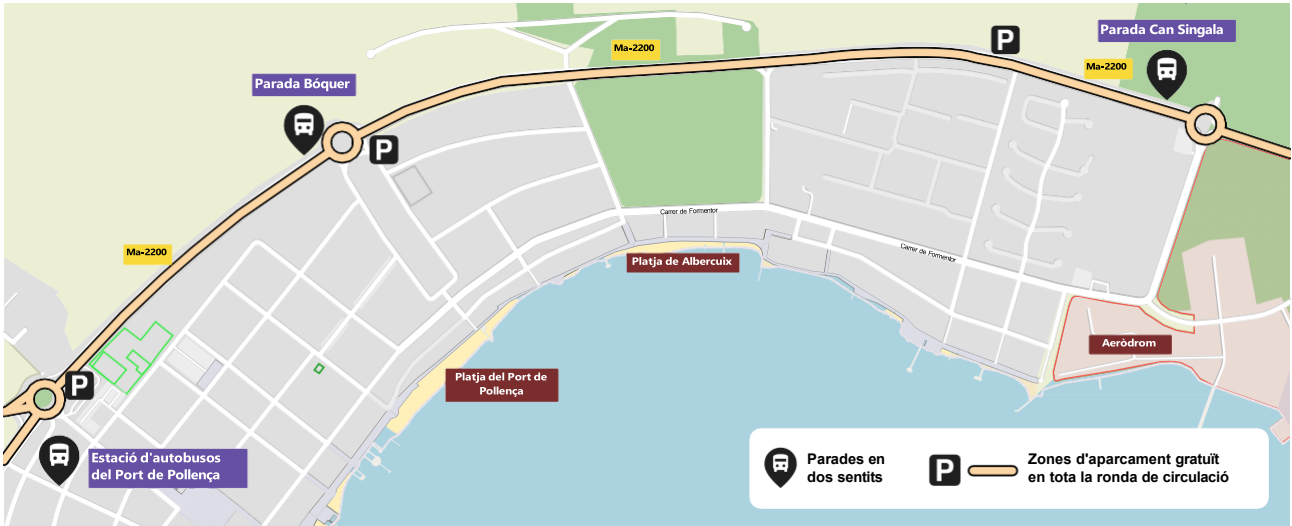 Ma-2200
P
Parada Can Singala
Parada Bóquer
Ma-2200
P
Ma-2200
Carrer de Formentor
Carrer de Formentor
Platja de Albercuix
Aeròdrom
P
Platja del Port de
Pollença
Estació d'autobusos
del Port de Pollença
Parades en
dos sentits
P
Zones d'aparcament gratuït
en tota la ronda de circulació